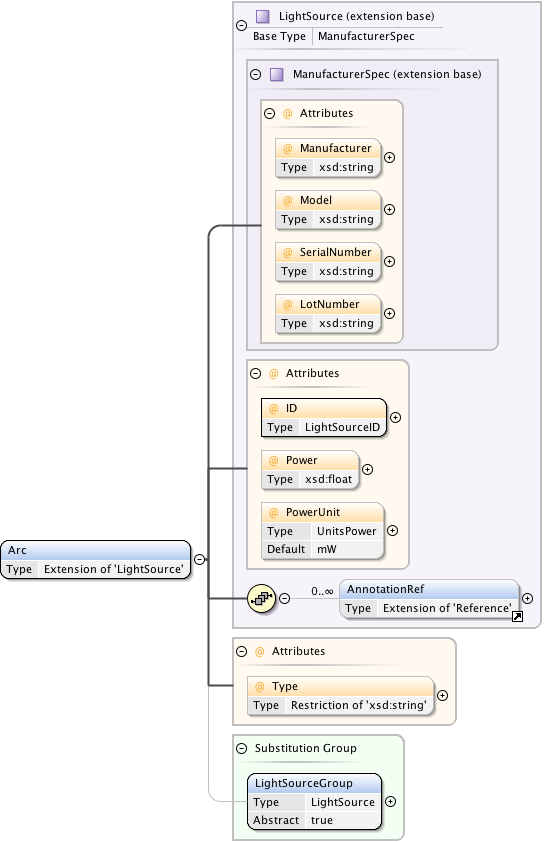 LightSource (extension base)
Base Type ManufacturerSpec
ManufacturerSpec (extension base)
@ Attributes
@ Manufacturer
Type xsd:string
@ Model
Type xsd:string
@ SerialNumber
Type xsd:string
@ LotNumber
Type xsd:string
@ Attributes
@ ID
Type LightSourceID
@ Power
Type xsd:float
@ PowerUnit
Type UnitsPower
Default mW
Arc
Type Extension of 'LightSource'
0..∞
AnnotationRef
Type Extension of 'Reference'
@ Attributes
@ Type
Type Restriction of 'xsd:string'
Substitution Group
LightSourceGroup
Type LightSource
Abstract true